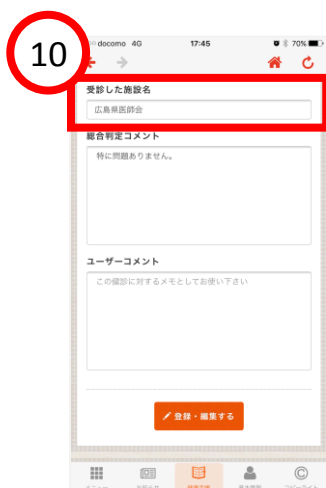 10
docomo 4G 17:45 70%
受診した施設名
広島県医師会
総合判定コメント
特に問題ありません。
ユーザーコメント
この健診に対するメモとしてお使い下さい
登録・編集する